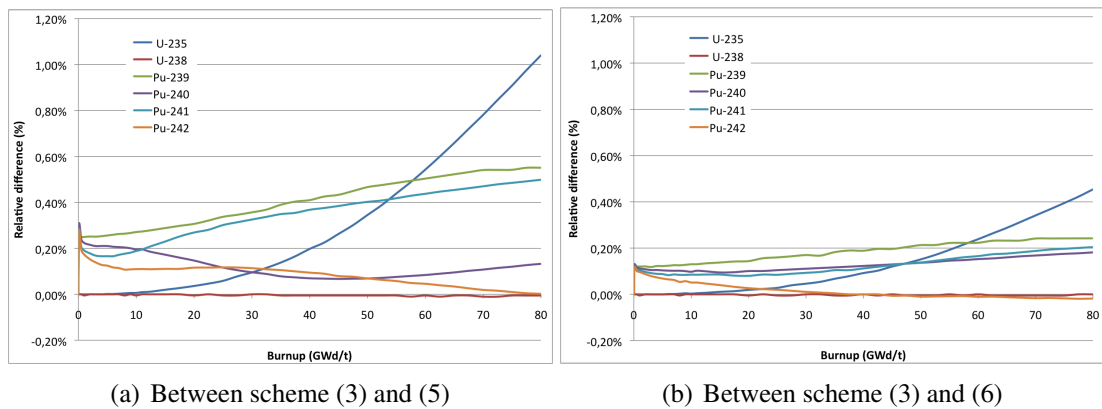 1,20%
1,00%
0,80%
0,60%
0,40%
0,20%
0,00%
-0,20%
Relative difference (%)
U-235
U-238
Pu-239
Pu-240
Pu-241
Pu-242
0 10 20 30 40 50 60 70 80
Burnup (GWd/t)
(a) Between scheme (3) and (5)
1,20%
1,00%
0,80%
0,60%
0,40%
0,20%
0,00%
-0,20%
Relative difference (%)
U-235
U-238
Pu-239
Pu-240
Pu-241
Pu-242
0 10 20 30 40 50 60 70 80
Burnup (GWd/t)
(b) Between scheme (3) and (6)